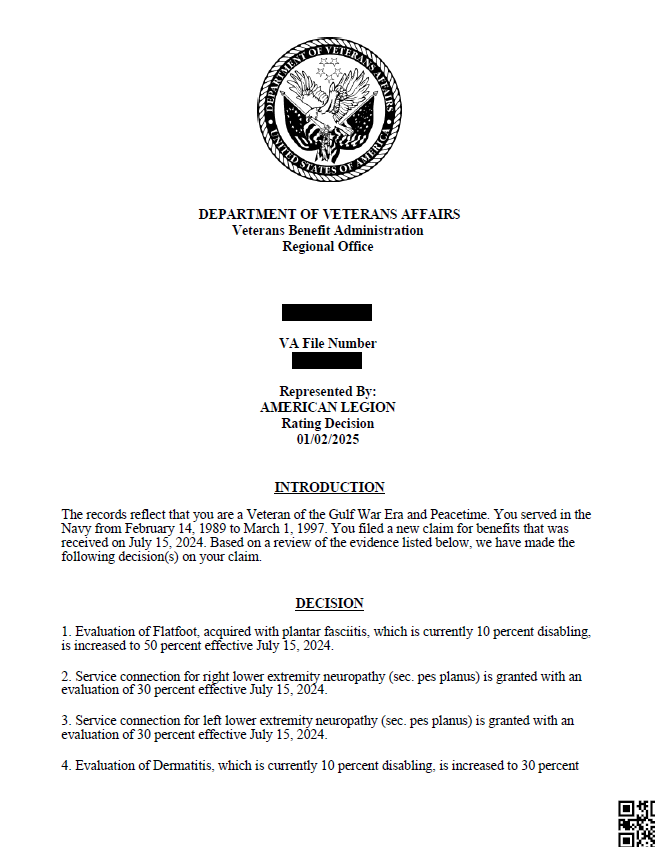 DEPARTMENT OF VETERANS AFFAIRS
UNITED STATES OF AMERICA
DEPARTMENT OF VETERANS AFFAIRS
Veterans Benefit Administration
Regional Office
VA File Number
Represented By:
AMERICAN LEGION
Rating Decision
01/02/2025
INTRODUCTION
The records reflect that you are a Veteran of the Gulf War Era and Peacetime. You served in the
Navy from February 14, 1989 to March 1, 1997. You filed a new claim for benefits that was
received on July 15, 2024. Based on a review of the evidence listed below, we have made the
following decision(s) on your claim.
DECISION
1. Evaluation of Flatfoot, acquired with plantar fasciitis, which is currently 10 percent disabling,
is increased to 50 percent effective July 15, 2024.
2. Service connection for right lower extremity neuropathy (sec. pes planus) is granted with an
evaluation of 30 percent effective July 15, 2024.
3. Service connection for left lower extremity neuropathy (sec. pes planus) is granted with an
evaluation of 30 percent effective July 15, 2024.
4. Evaluation of Dermatitis, which is currently 10 percent disabling, is increased to 30 percent